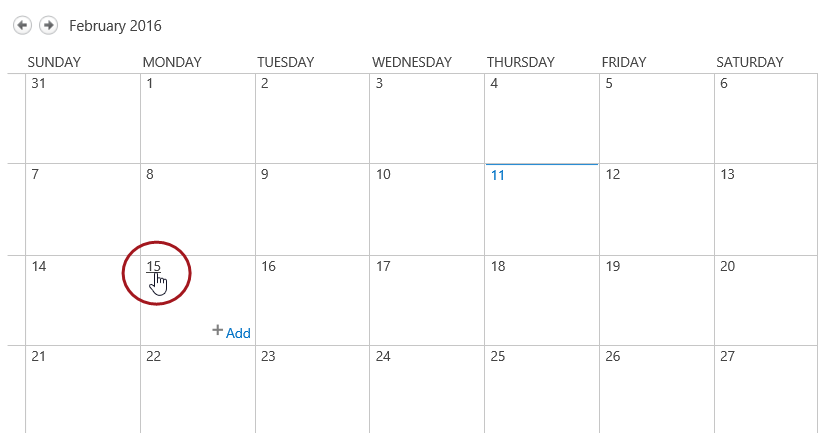 February 2016
SUNDAY MONDAY TUESDAY WEDNESDAY THURSDAY FRIDAY SATURDAY
31 1 2 3 4 5 6
7 8 9 10 11 12 13
14 15 16 17 18 19 20
+ Add
21 22 23 24 25 26 27